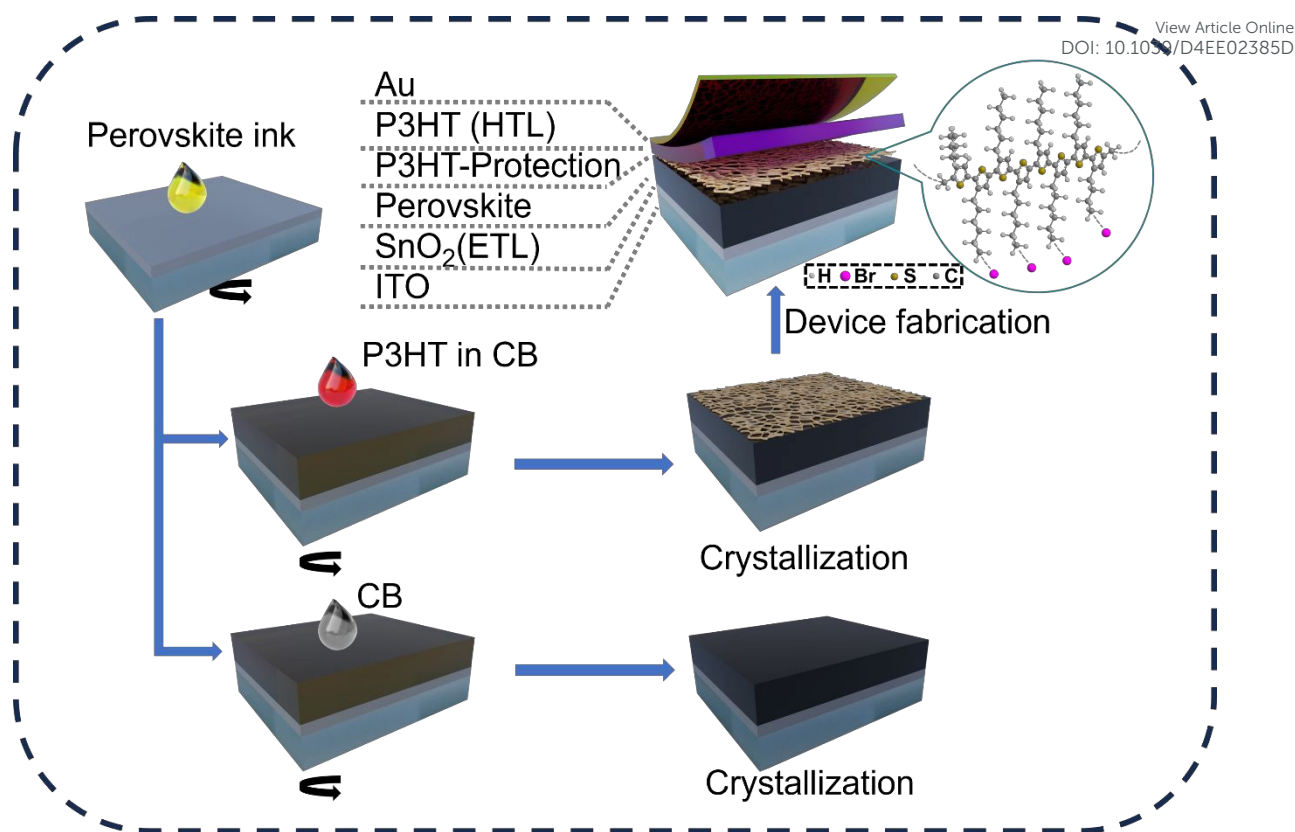 View Article Online
DOI: 10.1039/D4EE02385D
Au
P3HT (HTL)
P3HT-Protection
Perovskite
SnO₂(ETL)
ITO
Perovskite ink
H Br S C
Device fabrication
P3HT in CB
Crystallization
CB
Crystallization